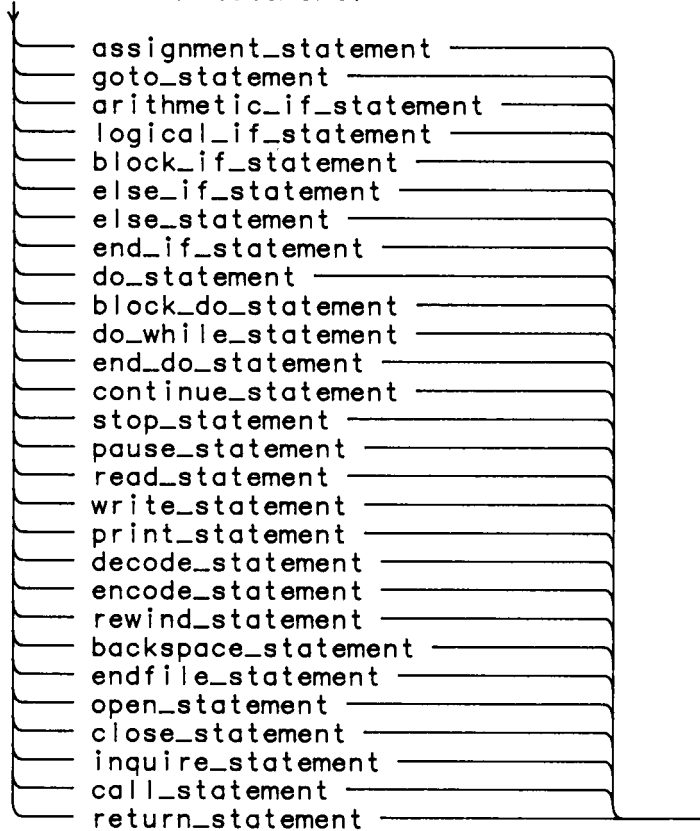 assignment_statement
goto_statement
arithmetic_if_statement
logical_if_statement
block_if_statement
else_if_statement
else_statement
end_if_statement
do_statement
block_do_statement
do_while_statement
end_do_statement
continue_statement
stop_statement
pause_statement
read_statement
write_statement
print_statement
decode_statement
encode_statement
rewind_statement
backspace_statement
endfile_statement
open_statement
close_statement
inquire_statement
call_statement
return_statement